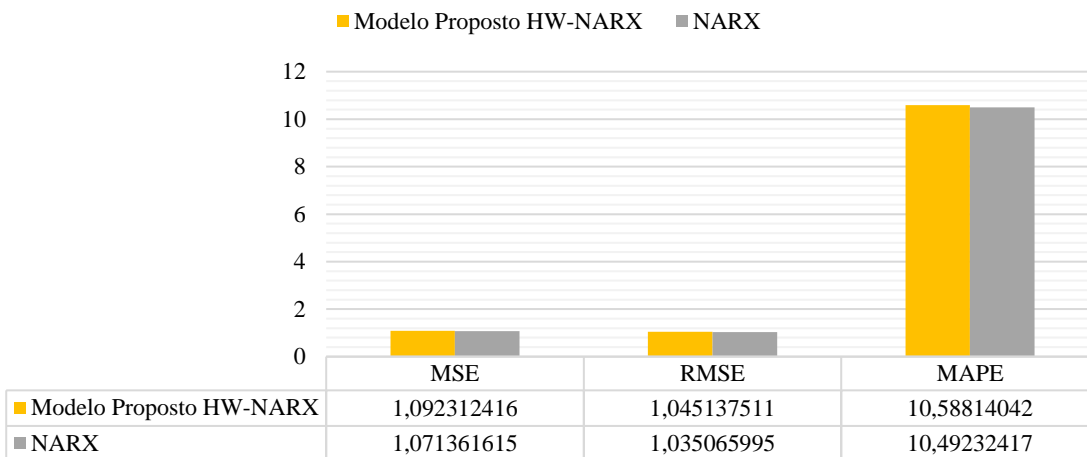 Modelo Proposto HW-NARX NARX
12
10
8
6
4
2
0
MSE RMSE MAPE
Modelo Proposto HW-NARX 1,092312416 1,045137511 10,58814042
NARX 1,071361615 1,035065995 10,49232417